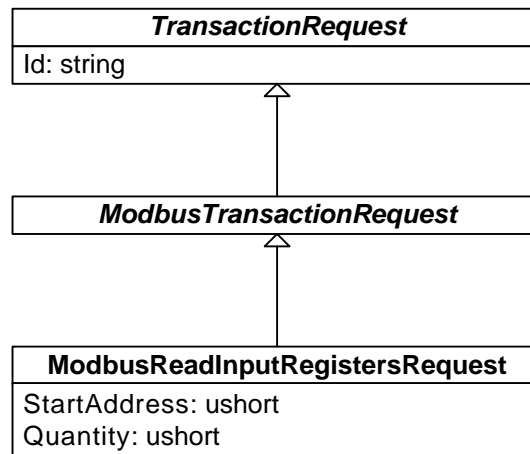 TransactionRequest
Id: string
ModbusTransactionRequest
ModbusReadInputRegistersRequest
StartAddress: ushort
Quantity: ushort